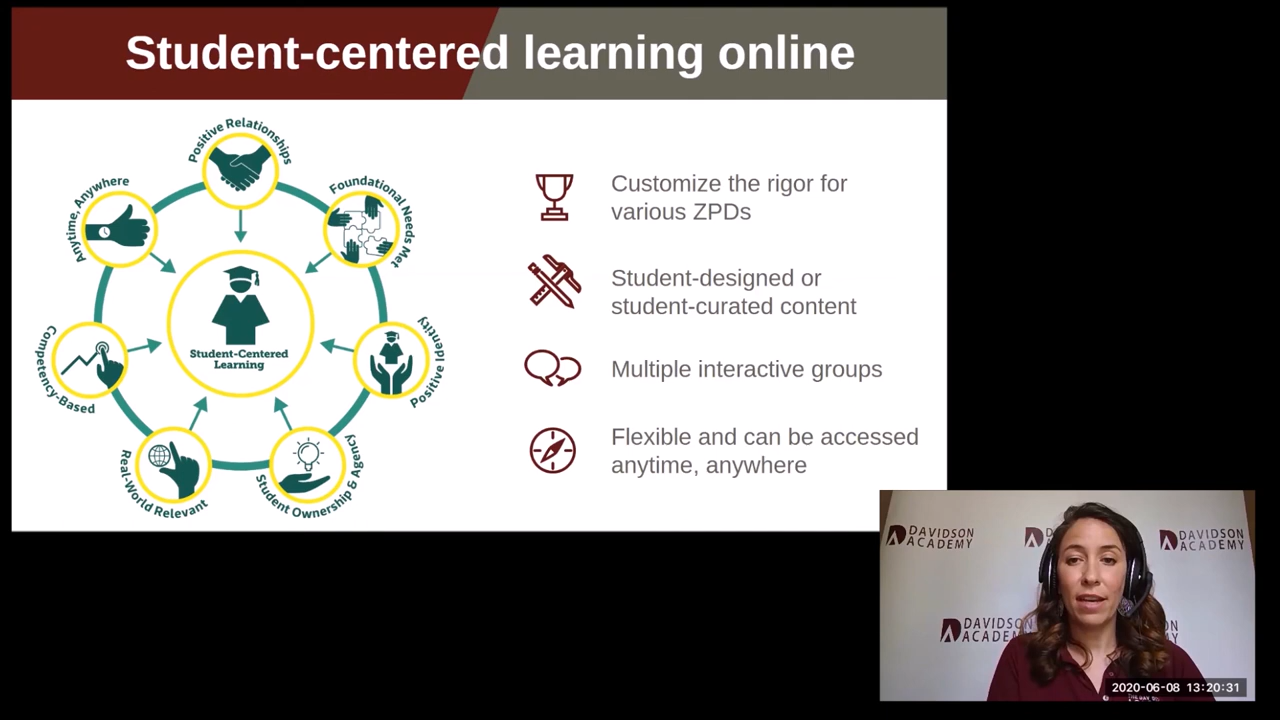 Student-centered learning online
Positive Relationships
Foundational Needs Met
Positive Identity
Student Ownership & Agency
Real-World Relevant
Competency-Based
Anytime, Anywhere
Student-Centered
Learning
Customize the rigor for
various ZPDs
Student-designed or
student-curated content
Multiple interactive groups
Flexible and can be accessed
anytime, anywhere
DAVIDSON
ACADEMY
DAVIDSON
ACADEMY
DAVIDSON
ACADEMY
2020-06-08 13:20:31